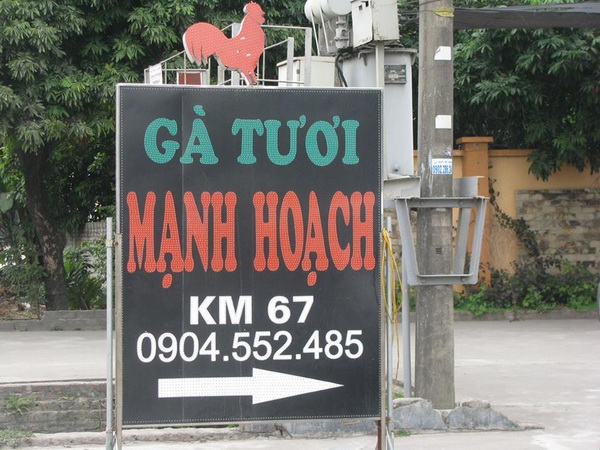 GÀ TƯƠI
MẠNH HOẠCH
KM 67
0904.552.485